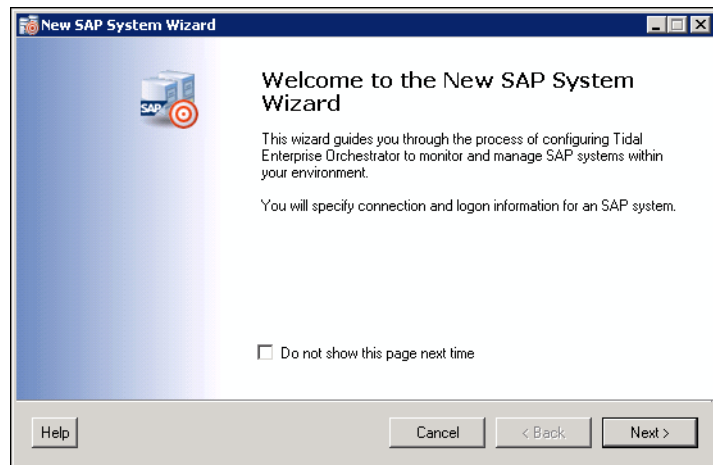 New SAP System Wizard
SAP
Welcome to the New SAP System
Wizard
This wizard guides you through the process of configuring Tidal
Enterprise Orchestrator to monitor and manage SAP systems within
your environment.
You will specify connection and logon information for an SAP system.
Do not show this page next time
Help
Cancel
< Back
Next >